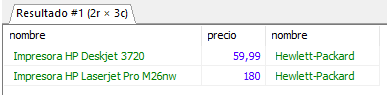 Resultado #1 (2r × 3c)
nombre precio nombre
Impresora HP Deskjet 3720 59,99 Hewlett-Packard
Impresora HP Laserjet Pro M26nw 180 Hewlett-Packard